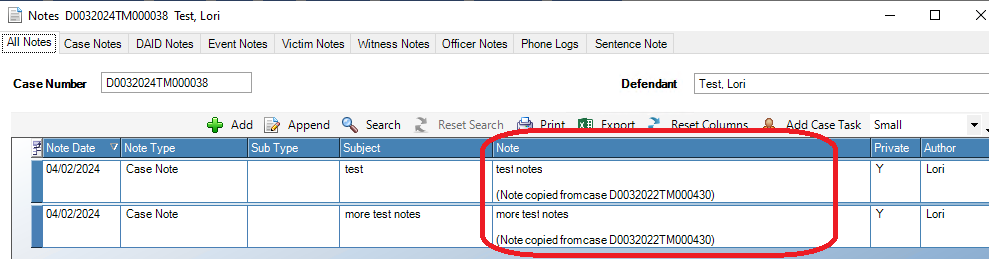 Notes D0032024TM000038 Test, Lori
All Notes Case Notes DAID Notes Event Notes Victim Notes Witness Notes Officer Notes Phone Logs Sentence Note
Case Number D0032024TM000038 Defendant Test, Lori
Add Append Search Reset Search Print Export Reset Columns Add Case Task Small
Note Date Note Type Sub Type Subject Note Private Author
04/02/2024 Case Note test test notes Y Lori
(Note copied from case D0032022TM000430)
04/02/2024 Case Note more test notes more test notes Y Lori
(Note copied from case D0032022TM000430)